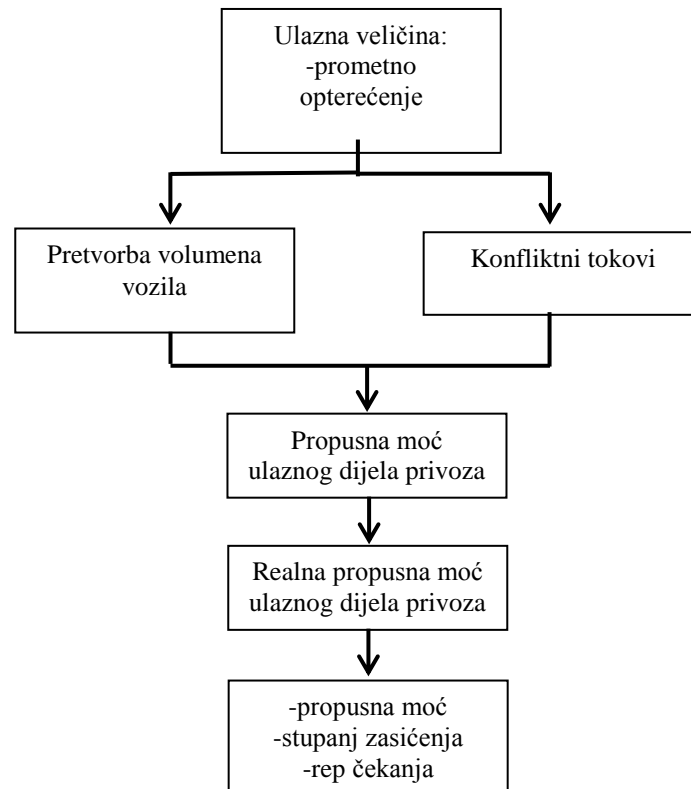 Ulazna veličina:
-prometno
opterećenje
Pretvorba volumena
vozila
Konfliktni tokovi
Propusna moć
ulaznog dijela privoza
Realna propusna moć
ulaznog dijela privoza
-propusna moć
-stupanj zasićenja
-rep čekanja